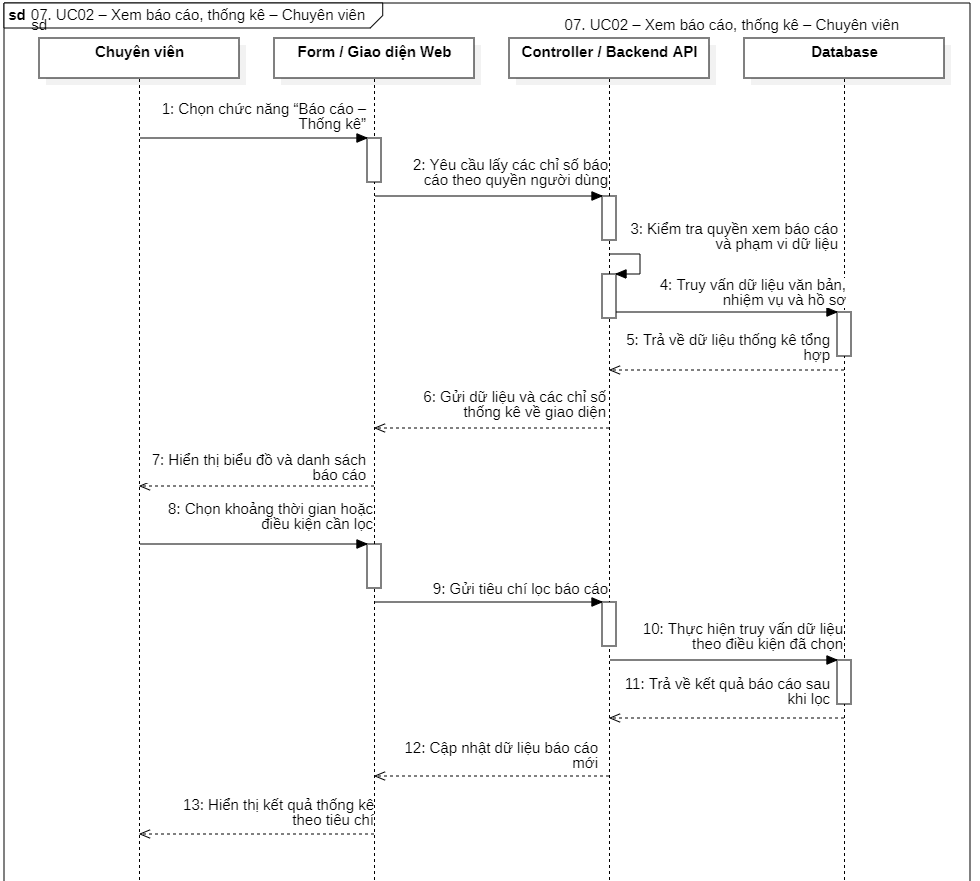 sd 07. UC02 – Xem báo cáo, thống kê – Chuyên viên
sd
07. UC02 – Xem báo cáo, thống kê – Chuyên viên
Chuyên viên
Form / Giao diện Web
Controller / Backend API
Database
1: Chọn chức năng “Báo cáo –
Thống kê”
2: Yêu cầu lấy các chỉ số báo
cáo theo quyền người dùng
3: Kiểm tra quyền xem báo cáo
và phạm vi dữ liệu
4: Truy vấn dữ liệu văn bản,
nhiệm vụ và hồ sơ
5: Trả về dữ liệu thống kê tổng
hợp
6: Gửi dữ liệu và các chỉ số
thống kê về giao diện
7: Hiển thị biểu đồ và danh sách
báo cáo
8: Chọn khoảng thời gian hoặc
điều kiện cần lọc
9: Gửi tiêu chí lọc báo cáo
10: Thực hiện truy vấn dữ liệu
theo điều kiện đã chọn
11: Trả về kết quả báo cáo sau
khi lọc
12: Cập nhật dữ liệu báo cáo
mới
13: Hiển thị kết quả thống kê
theo tiêu chí